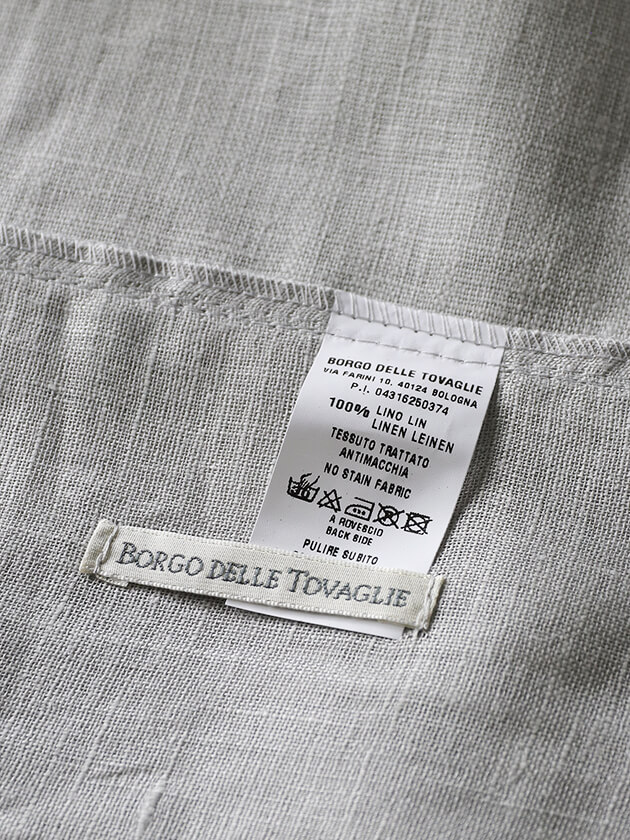 BORGO DELLE TOVAGLIE
VIA FARINI 10, 40124 BOLOGNA
P.I. 04316250374
100% LINO LIN
LINEN LEINEN
TESSUTO TRATTATO
ANTIMACCHIA
NO STAIN FABRIC
30
A ROVESCIO
BACK SIDE
PULIRE SUBITO
BORGO DELLE TOVAGLIE